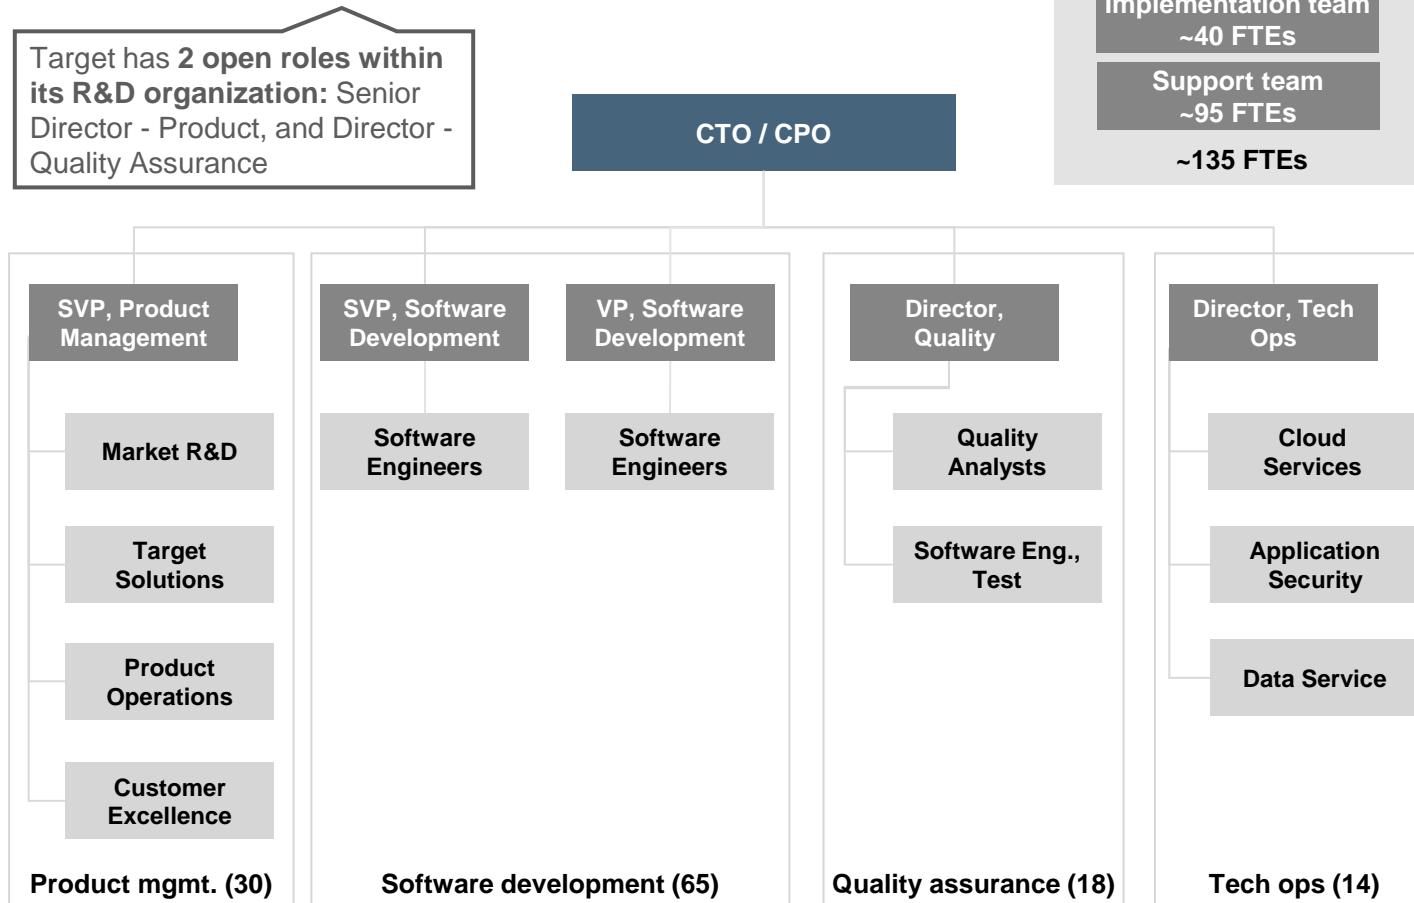 Target has 2 open roles within
its R&D organization: Senior
Director - Product, and Director -
Quality Assurance
Implementation team
~40 FTEs
Support team
~95 FTEs
~135 FTEs
CTO / CPO
SVP, Product
Management
SVP, Software
Development
VP, Software
Development
Director,
Quality
Director, Tech
Ops
Market R&D
Target
Solutions
Product
Operations
Customer
Excellence
Software
Engineers
Software
Engineers
Quality
Analysts
Software Eng.,
Test
Cloud
Services
Application
Security
Data Service
Product mgmt. (30)
Software development (65)
Quality assurance (18)
Tech ops (14)